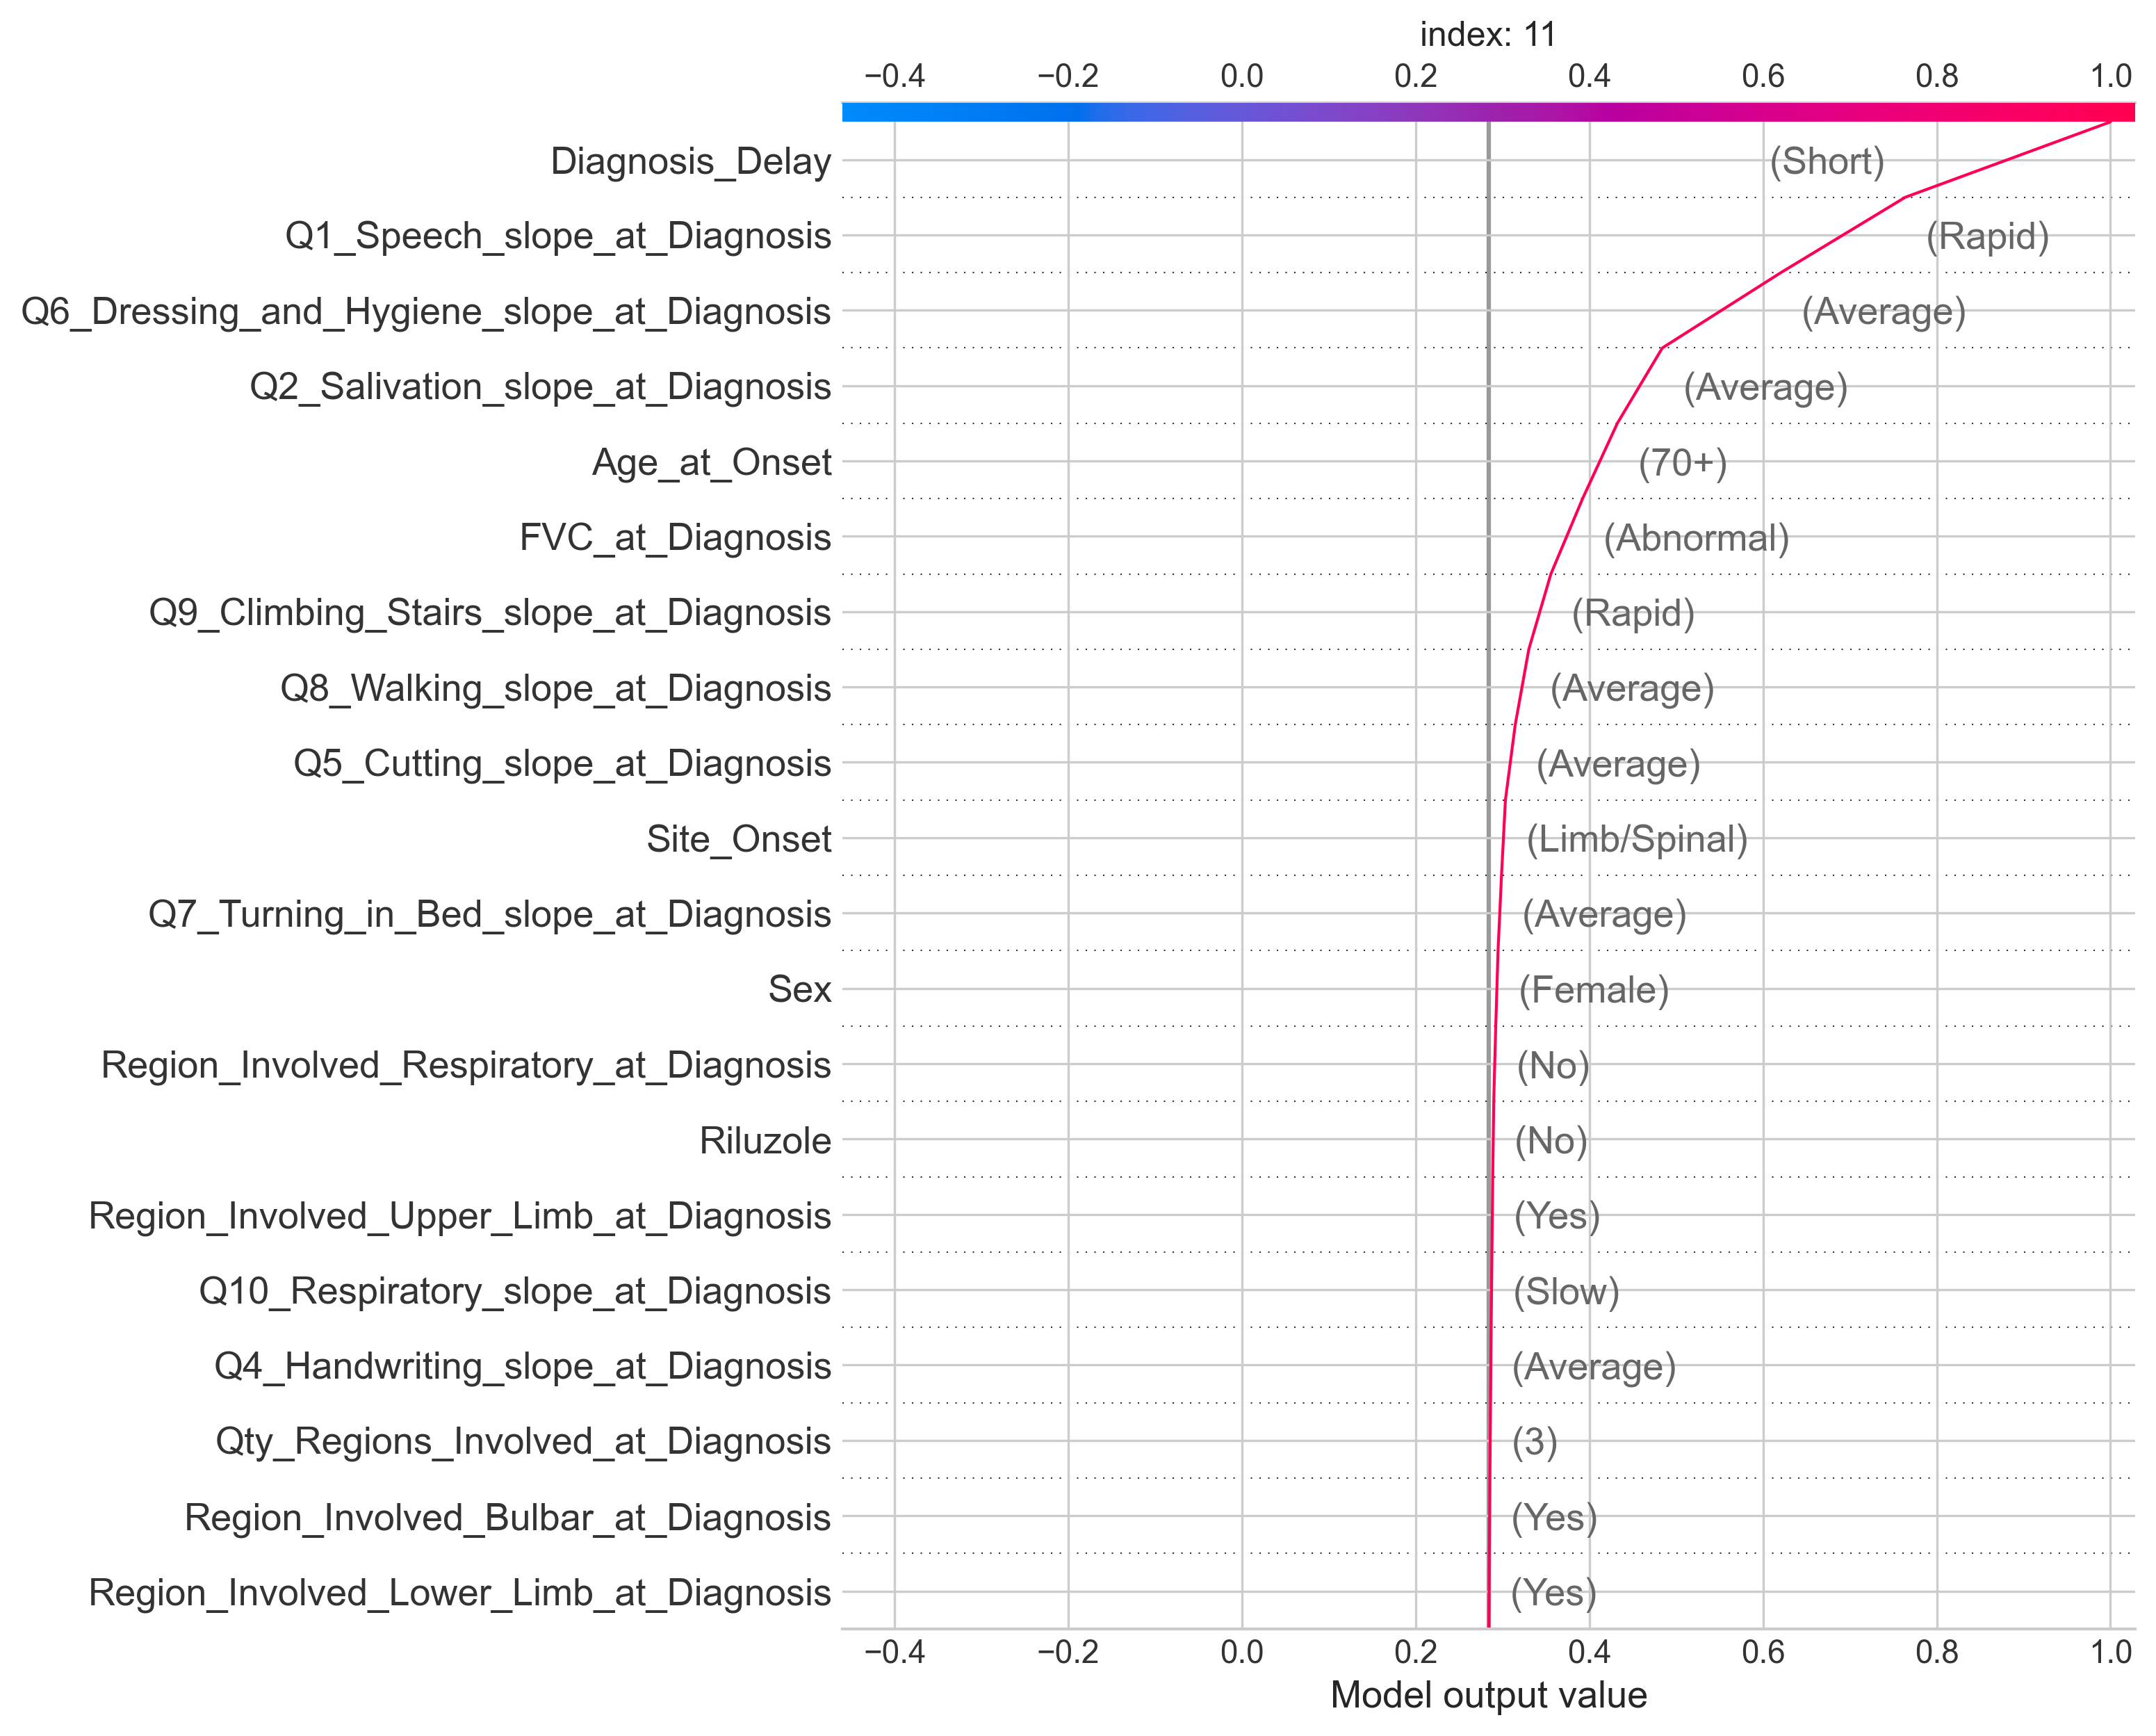 index: 11
−0.4 −0.2 0.0 0.2 0.4 0.6 0.8 1.0
Diagnosis_Delay (Short)
Q1_Speech_slope_at_Diagnosis (Rapid)
Q6_Dressing_and_Hygiene_slope_at_Diagnosis (Average)
Q2_Salivation_slope_at_Diagnosis (Average)
Age_at_Onset (70+)
FVC_at_Diagnosis (Abnormal)
Q9_Climbing_Stairs_slope_at_Diagnosis (Rapid)
Q8_Walking_slope_at_Diagnosis (Average)
Q5_Cutting_slope_at_Diagnosis (Average)
Site_Onset (Limb/Spinal)
Q7_Turning_in_Bed_slope_at_Diagnosis (Average)
Sex (Female)
Region_Involved_Respiratory_at_Diagnosis (No)
Riluzole (No)
Region_Involved_Upper_Limb_at_Diagnosis (Yes)
Q10_Respiratory_slope_at_Diagnosis (Slow)
Q4_Handwriting_slope_at_Diagnosis (Average)
Qty_Regions_Involved_at_Diagnosis (3)
Region_Involved_Bulbar_at_Diagnosis (Yes)
Region_Involved_Lower_Limb_at_Diagnosis (Yes)
−0.4 −0.2 0.0 0.2 0.4 0.6 0.8 1.0
Model output value